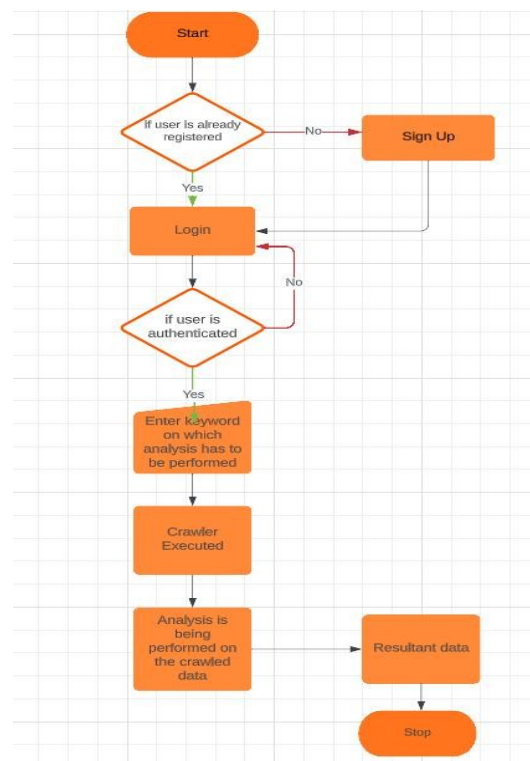 Start
if user is already
registered
No
Sign Up
Yes
Login
No
if user is
authenticated
Yes
Enter keyword
on which
analysis has to
be performed
Crawler
Executed
Analysis is
being
performed on
the crawled
data
Resultant data
Stop